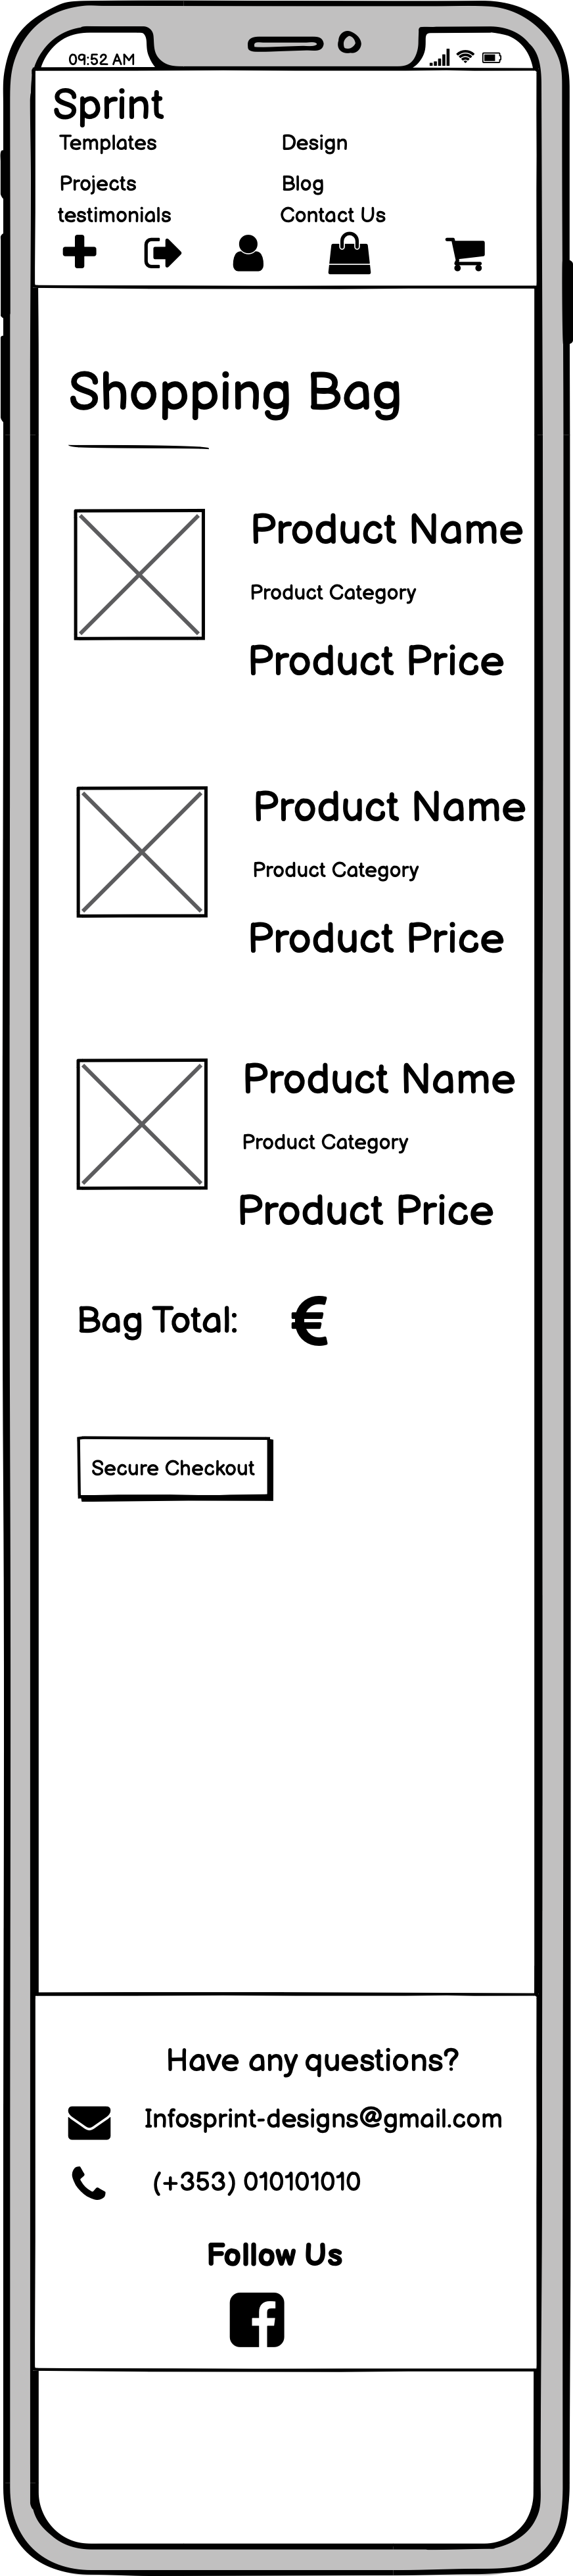 09:52 AM
Sprint
Templates Design
Projects Blog
testimonials Contact Us
Shopping Bag
Product Name
Product Category
Product Price
Product Name
Product Category
Product Price
Product Name
Product Category
Product Price
Bag Total: €
Secure Checkout
Have any questions?
Infosprint-designs@gmail.com
(+353) 010101010
Follow Us